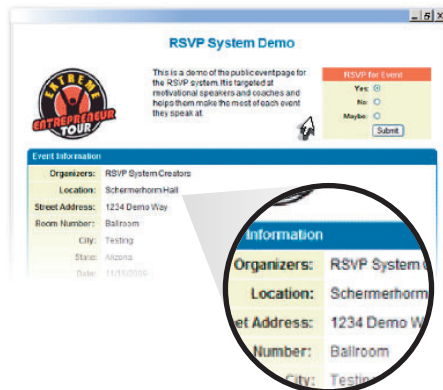 RSVP System Demo
EXTREME
ENTREPRENEUR
TOUR
This is a demo of the public event page for
the RSVP system. It is targeted at
motivational speakers and coaches and
helps them make the most of each event
they speak at.
RSVP for Event
Yes:
No:
Maybe:
Submit
Event Information
Organizers: RSVP System Creators
Location: Schermerhorn Hall
Street Address: 1234 Demo Way
Room Number: Ballroom
City: Testing
State: Arizona
Date: 11/18/2009
Information
Organizers: RSVP System
Location: Schermerhorn
et Address: 1234 Demo W
Number: Ballroom
City: Testing